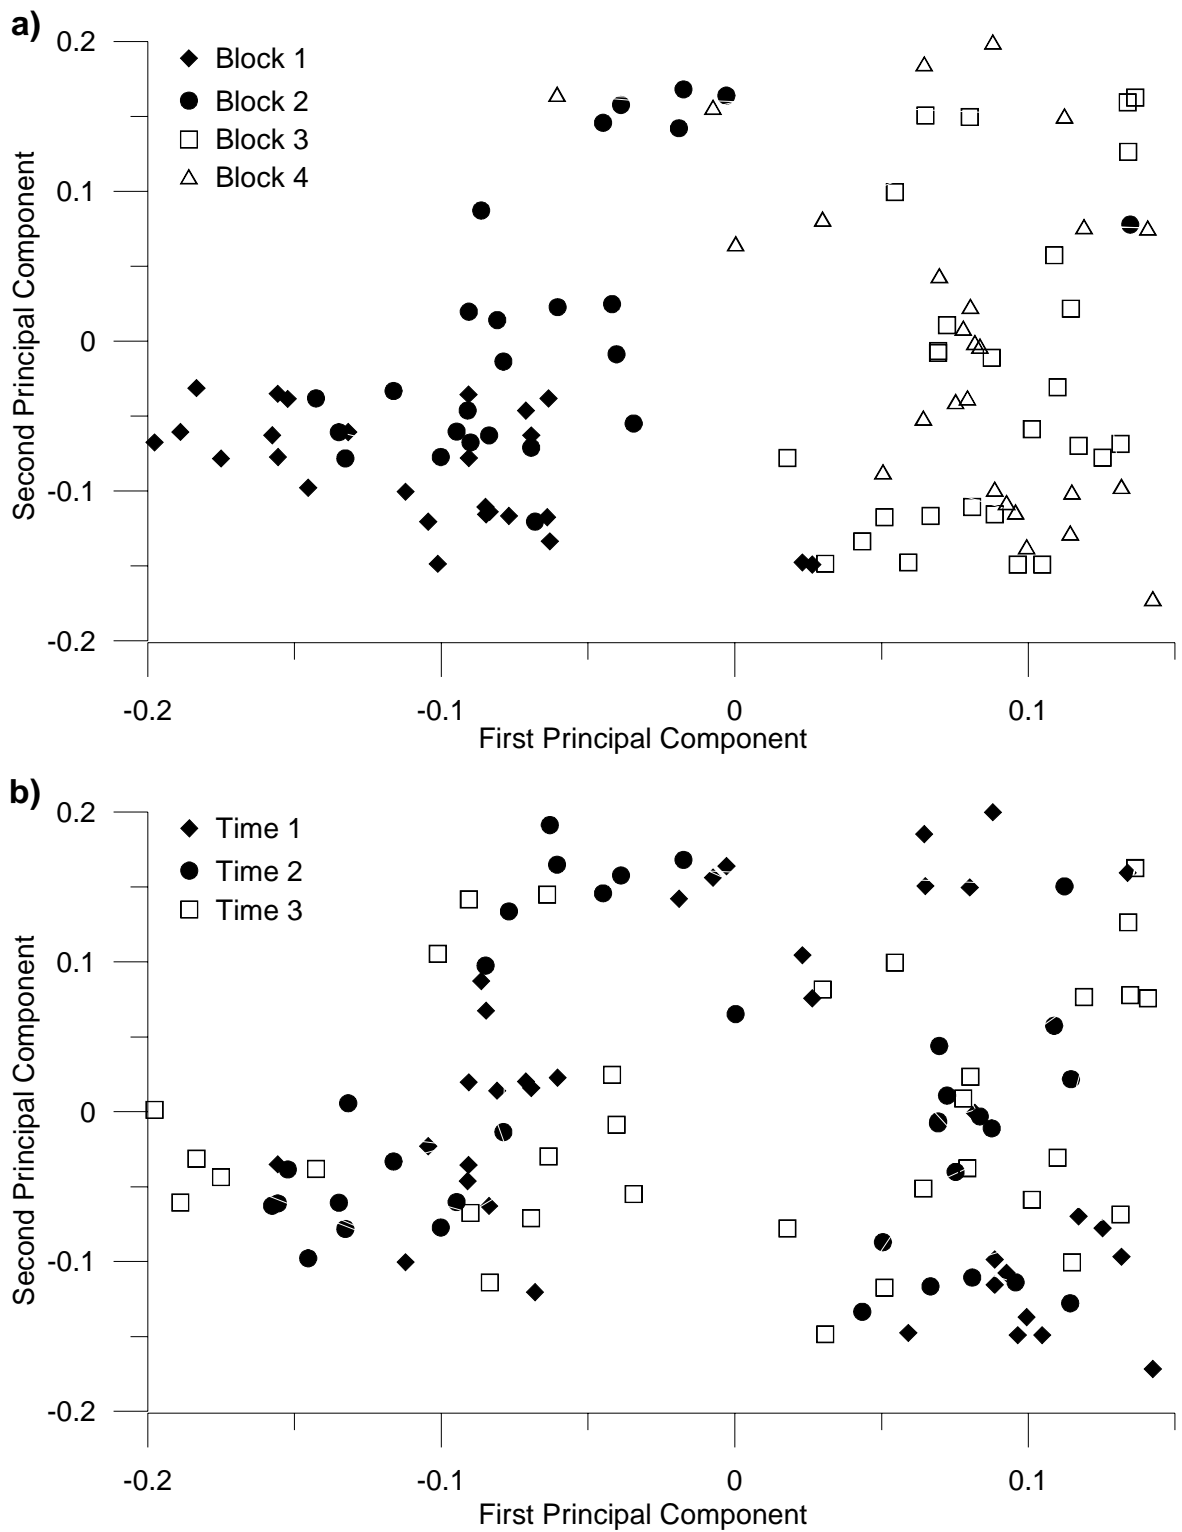 a)
0.2
Block 1
Block 2
Block 3
Block 4
0.1
0
-0.1
-0.2
Second Principal Component
-0.2 -0.1 0 0.1
First Principal Component
b)
0.2
Time 1
Time 2
Time 3
0.1
0
-0.1
-0.2
Second Principal Component
-0.2 -0.1 0 0.1
First Principal Component